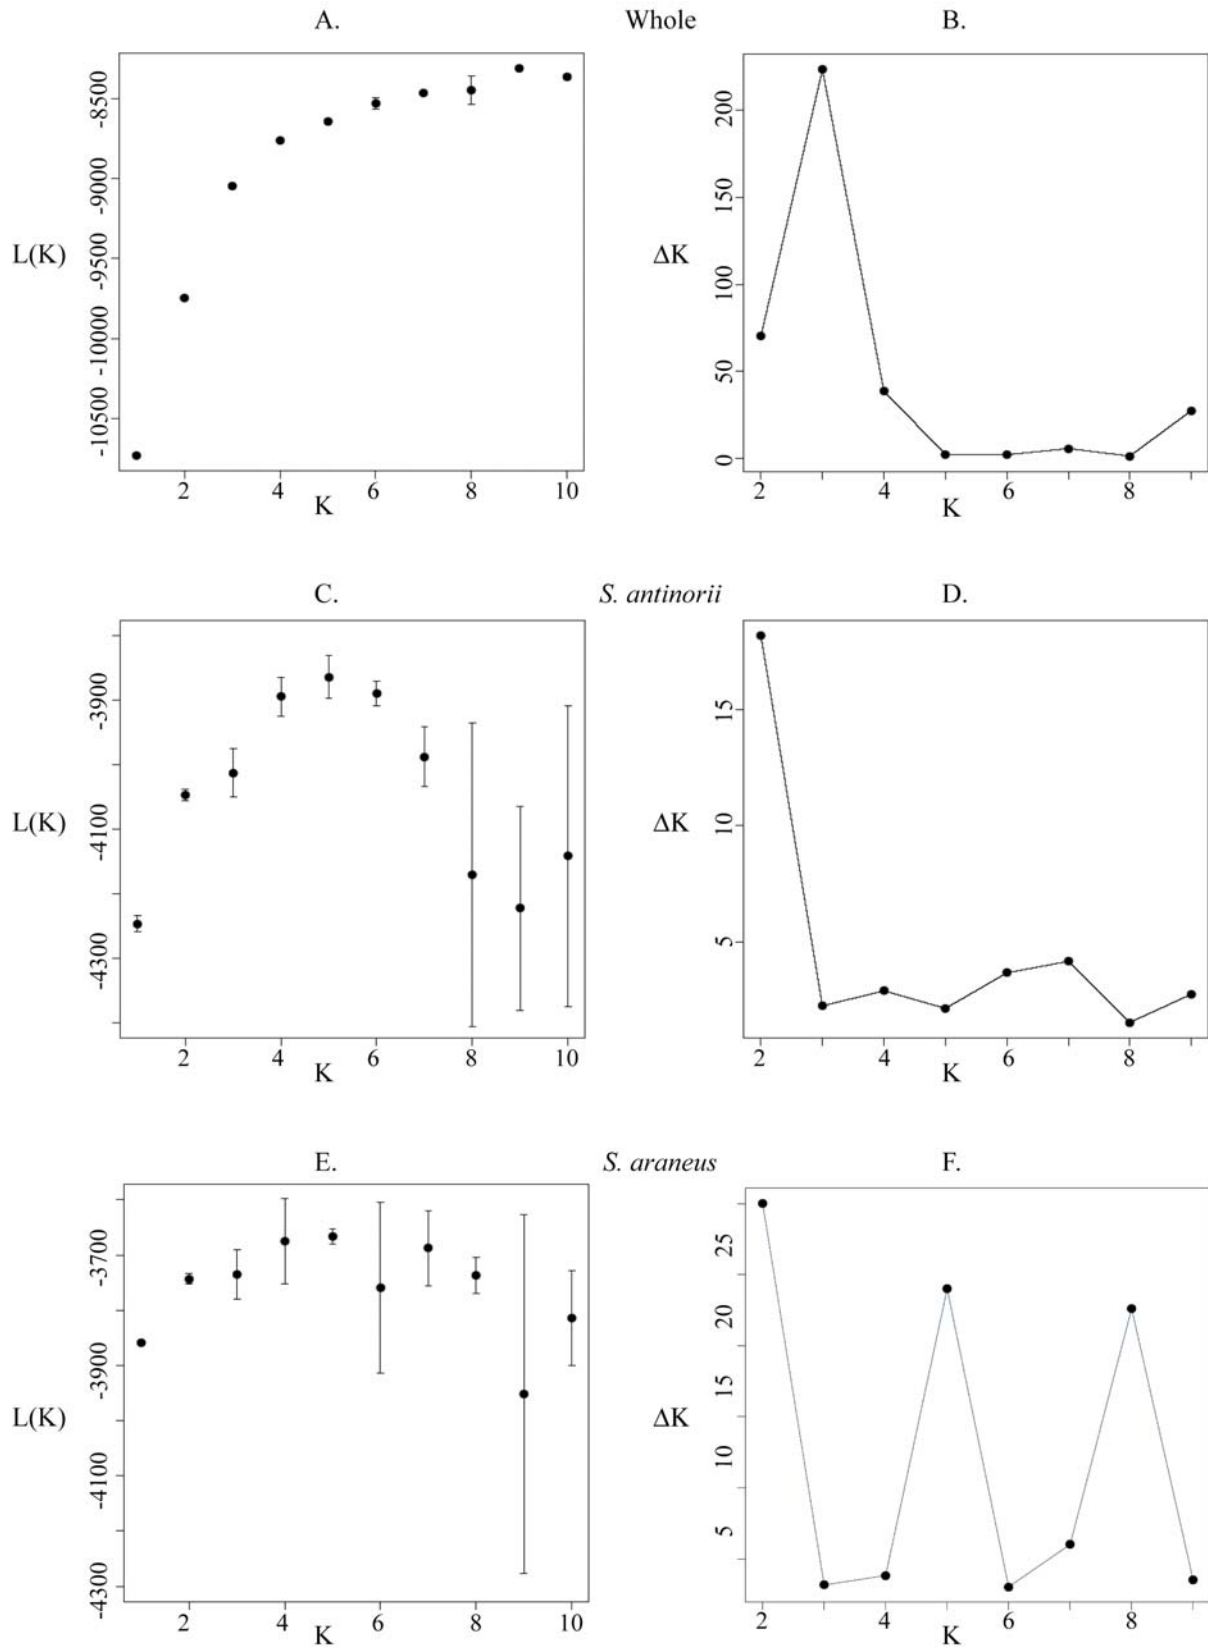 A. Whole B.
-8500
-9000
-9500
-10000
-10500
L(K)
2 4 6 8 10
K
200
150
100
50
0
ΔK
2 4 6 8
K
C. S. antinorii D.
-3900
-4100
-4300
L(K)
2 4 6 8 10
K
15
10
5
ΔK
2 4 6 8
K
E. S. araneus F.
-3700
-3900
-4100
-4300
L(K)
2 4 6 8 10
K
25
20
15
10
5
ΔK
2 4 6 8
K